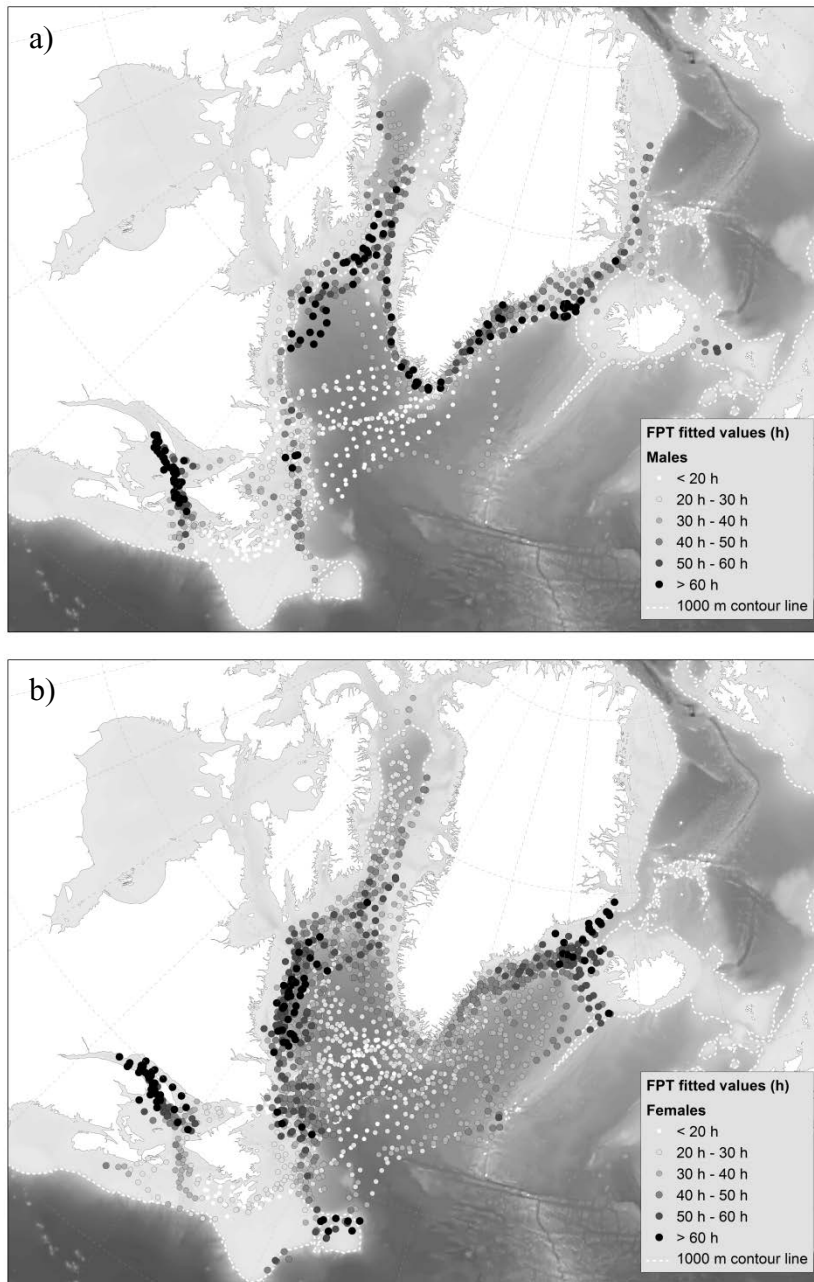 a)
FPT fitted values (h)
Males
< 20 h
20 h - 30 h
30 h - 40 h
40 h - 50 h
50 h - 60 h
> 60 h
1000 m contour line
b)
FPT fitted values (h)
Females
< 20 h
20 h - 30 h
30 h - 40 h
40 h - 50 h
50 h - 60 h
> 60 h
1000 m contour line